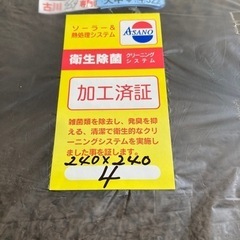 ソーラー&
熱処理システム
ASANO
衛生除菌
クリーニング
システム
加工済証
雑菌類を除去し、発臭を抑
える、清潔で衛生的なクリ
ーニングシステムを実施し
ました事を証します。
240×240
4